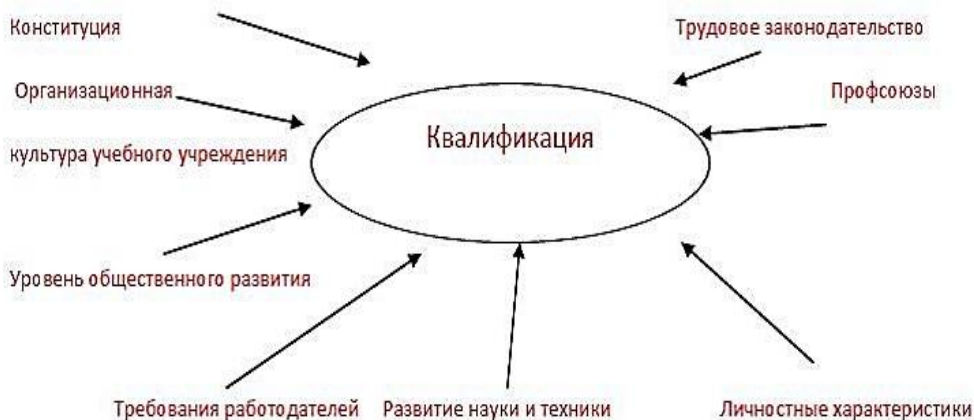 Конституция
Трудовое законодательство
Организационная
Профсоюзы
Квалификация
культура учебного учреждения
Уровень общественного развития
Требования работодателей
Развитие науки и техники
Личностные характеристики